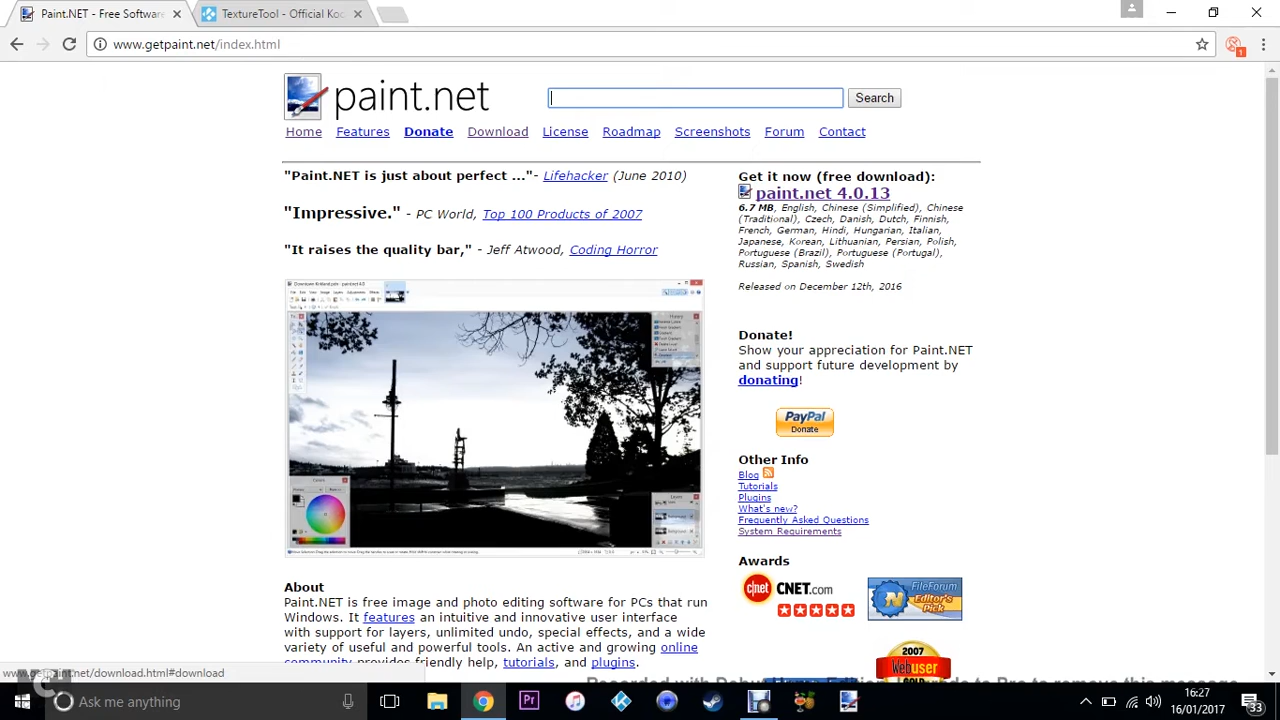 Paint.NET - Free Software
TextureTool - Official Kod
www.getpaint.net/index.html
1
paint.net
Search
Home Features Donate Download License Roadmap Screenshots Forum Contact
"Paint.NET is just about perfect ..."- Lifehacker (June 2010)
"Impressive." - PC World, Top 100 Products of 2007
"It raises the quality bar," - Jeff Atwood, Coding Horror
Get it now (free download):
paint.net 4.0.13
6.7 MB, English, Chinese (Simplified), Chinese
(Traditional), Czech, Danish, Dutch, Finnish,
French, German, Hindi, Hungarian, Italian,
Japanese, Korean, Lithuanian, Persian, Polish,
Portuguese (Brazil), Portuguese (Portugal),
Russian, Spanish, Swedish
Released on December 12th, 2016
Donate!
Show your appreciation for Paint.NET
and support future development by
donating!
PayPal
Donate
Other Info
Blog
Tutorials
Plugins
What's new?
Frequently Asked Questions
System Requirements
Awards
c|net CNET.com
FileForum
Editor's
Pick
2007
WebUser
GOLD
About
Paint.NET is free image and photo editing software for PCs that run
Windows. It features an intuitive and innovative user interface
with support for layers, unlimited undo, special effects, and a wide
variety of useful and powerful tools. An active and growing online
community provides friendly help, tutorials, and plugins.
www.getpaint.net/download.html#download
Ask me anything
Pr
16:27
16/01/2017
33